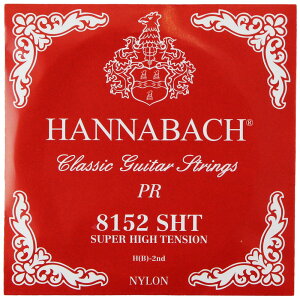 HANNABACH®
Classic Guitar Strings
PR
8152 SHT
SUPER HIGH TENSION
H(B)-2nd
NYLON